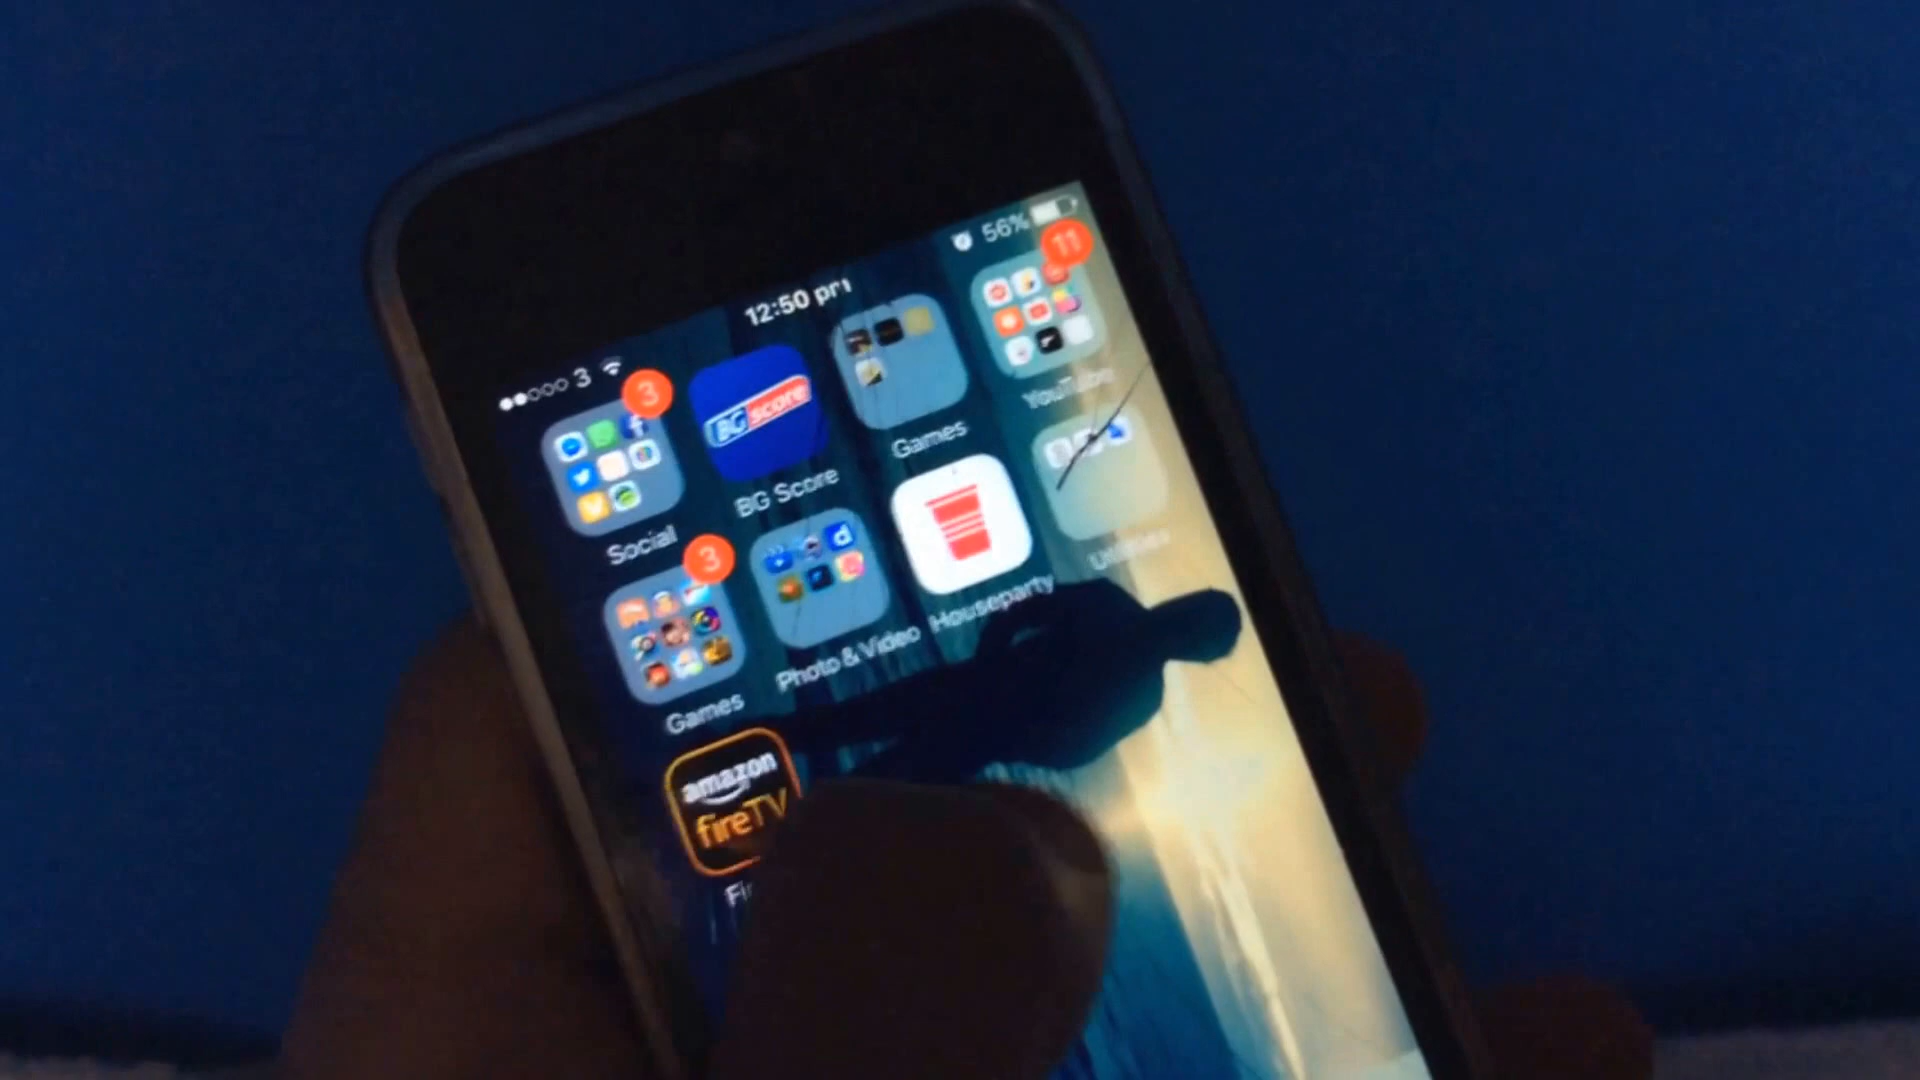 3
12:50 pm
56%
3
11
BG score
Social
BG Score
Games
YouTube
3
Games
Photo & Video
Houseparty
Utilities
amazon
fireTV